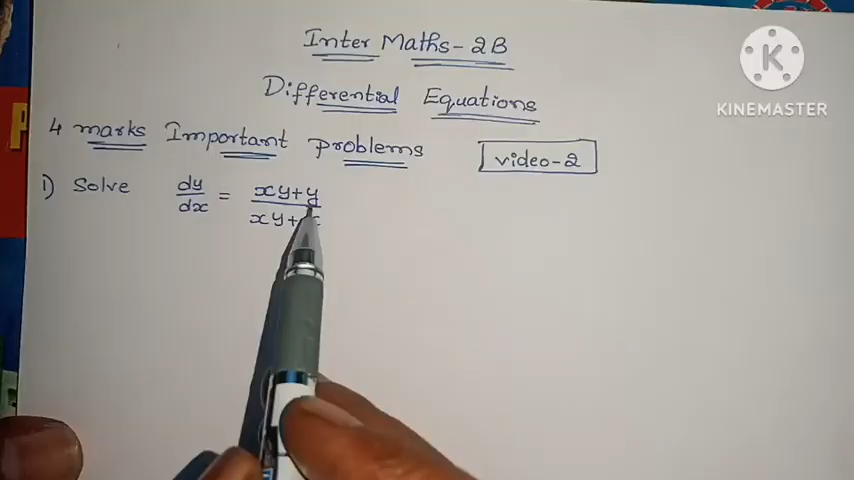 Inter Maths - 2B
Differential Equations
4 marks Important Problems video-2
1) Solve dy/dx = xy+y / xy+x
K
KINEMASTER